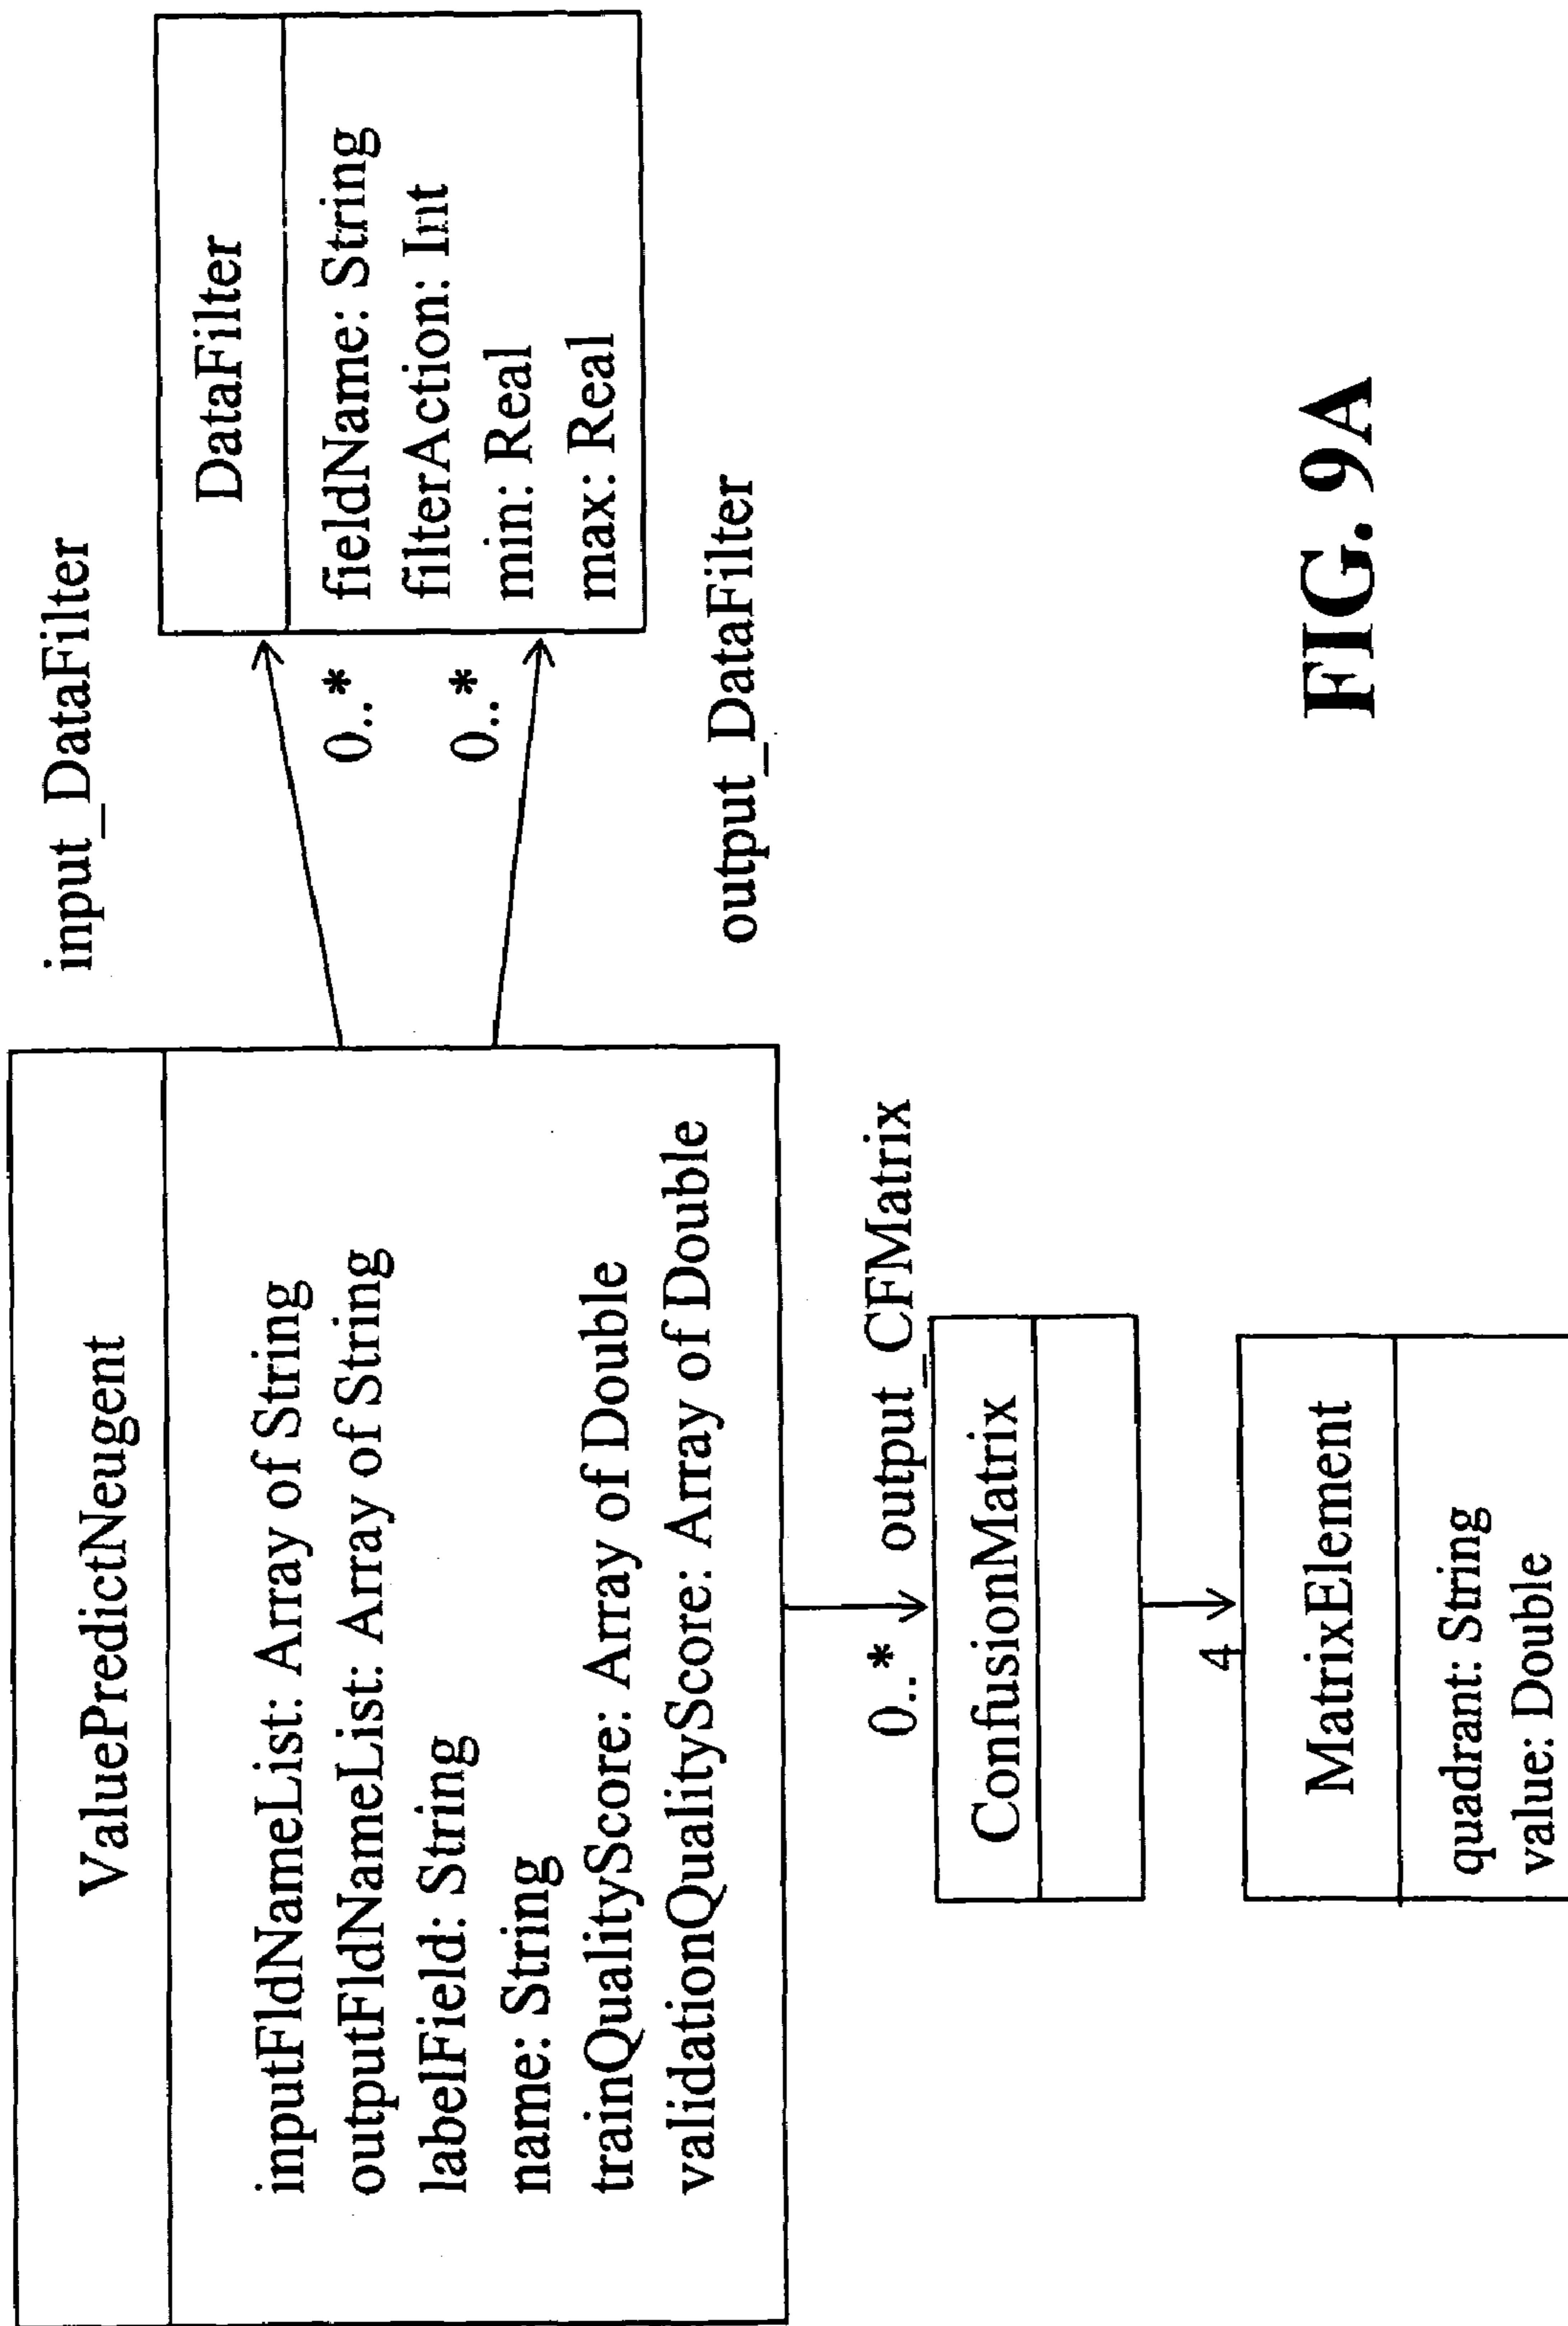 ValuePredictNeugent
inputFldNameList: Array of String
outputFldNameList: Array of String
labelField: String
name: String
trainQualityScore: Array of Double
validationQualityScore: Array of Double
input_DataFilter
0..*
0..*
output_DataFilter
DataFilter
fieldName: String
filterAction: Int
min: Real
max: Real
0..* output_CFMatrix
ConfusionMatrix
4
MatrixElement
quadrant: String
value: Double
FIG. 9A